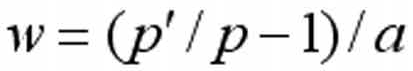 w = (p′ / p − 1) / a